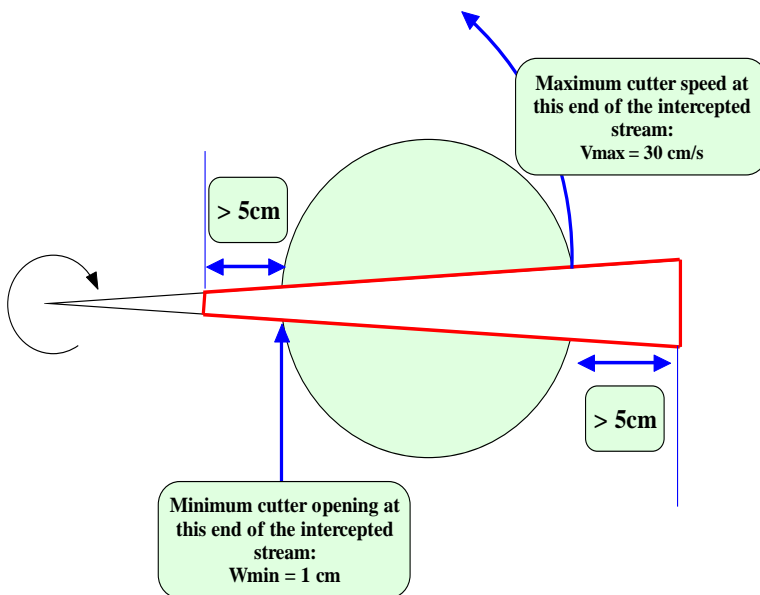 Maximum cutter speed at
this end of the intercepted
stream:
Vmax = 30 cm/s
> 5cm
> 5cm
Minimum cutter opening at
this end of the intercepted
stream:
Wmin = 1 cm